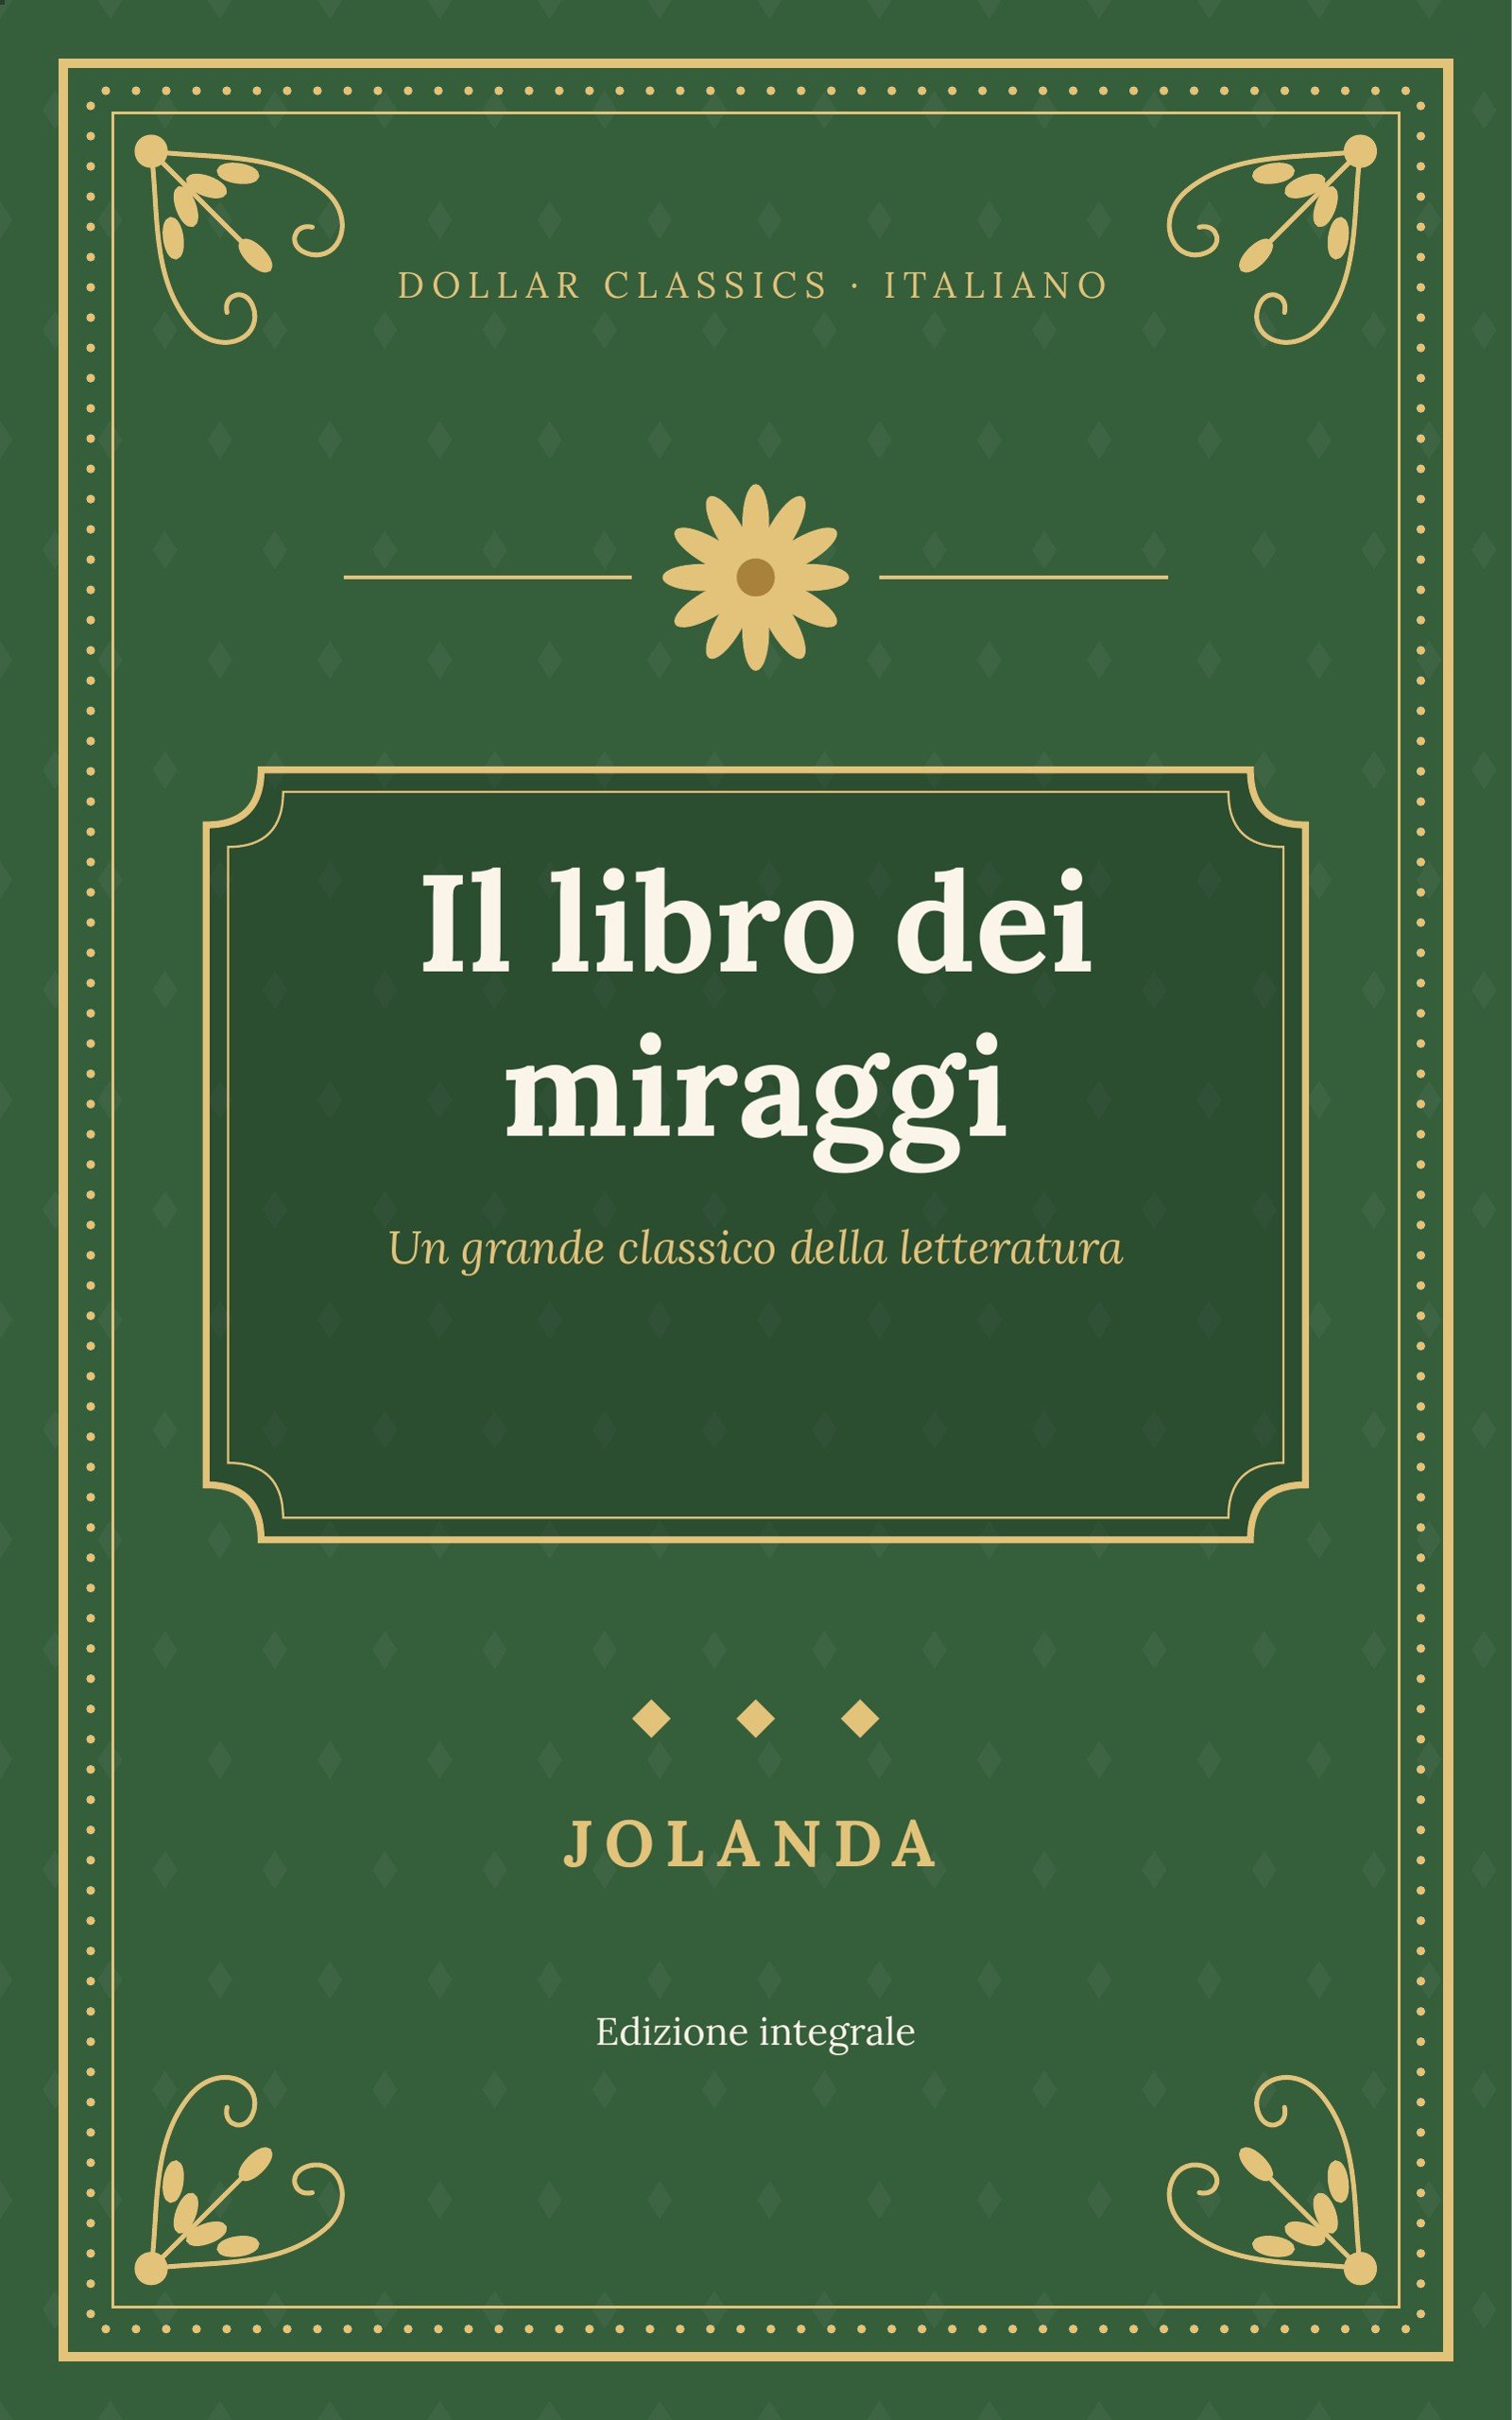 DOLLAR CLASSICS · ITALIANO
Il libro dei
miraggi
Un grande classico della letteratura
JOLANDA
Edizione integrale